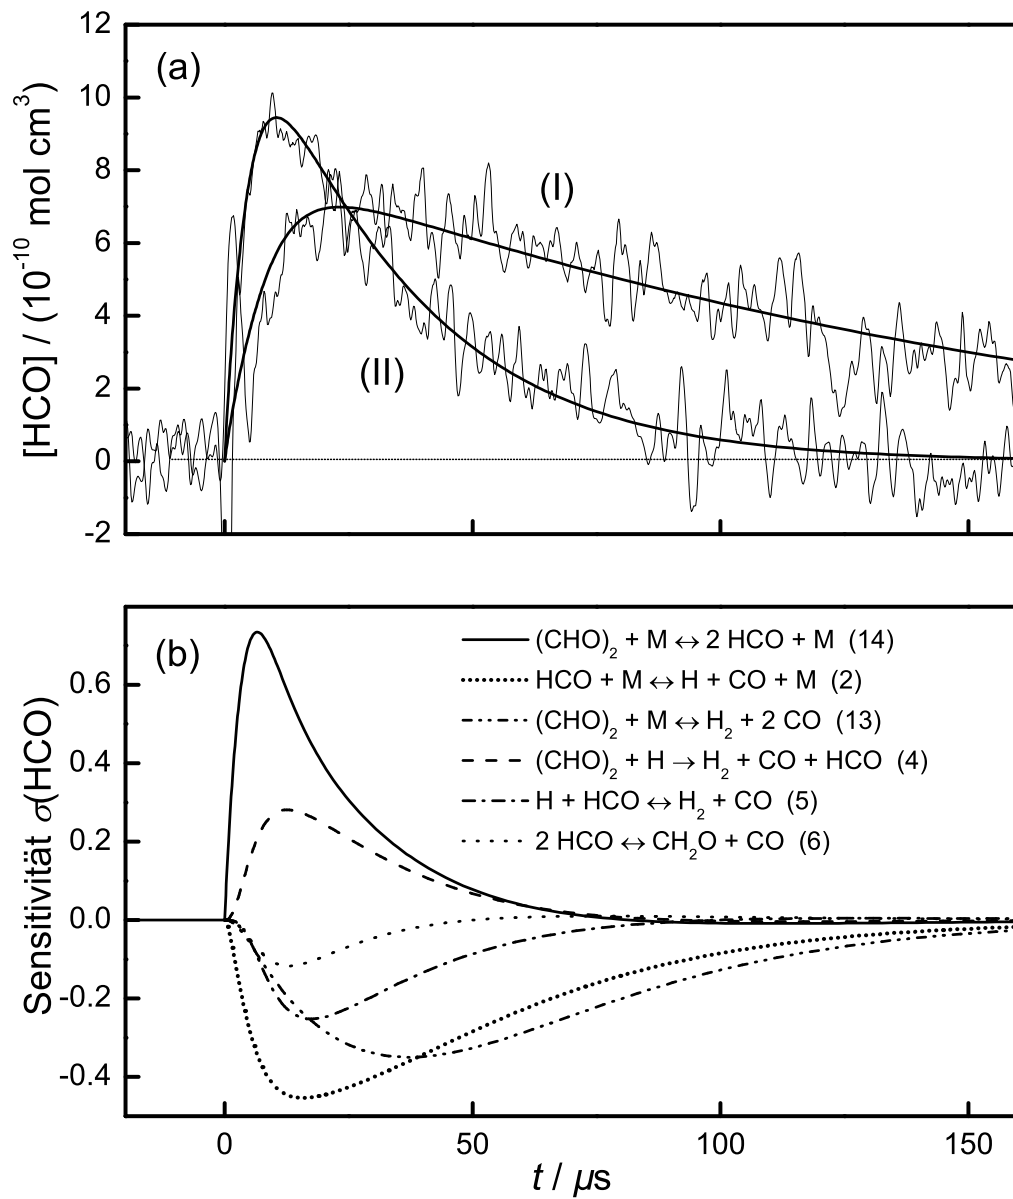 12
10
8
6
4
2
0
-2
[HCO] / (10⁻¹⁰ mol cm³)
(a)
(I)
(II)
0.6
0.4
0.2
0.0
-0.2
-0.4
Sensitivität σ(HCO)
(b)
(CHO)₂ + M ↔ 2 HCO + M (14)
HCO + M ↔ H + CO + M (2)
(CHO)₂ + M ↔ H₂ + 2 CO (13)
(CHO)₂ + H → H₂ + CO + HCO (4)
H + HCO ↔ H₂ + CO (5)
2 HCO ↔ CH₂O + CO (6)
0 50 100 150
t / µs